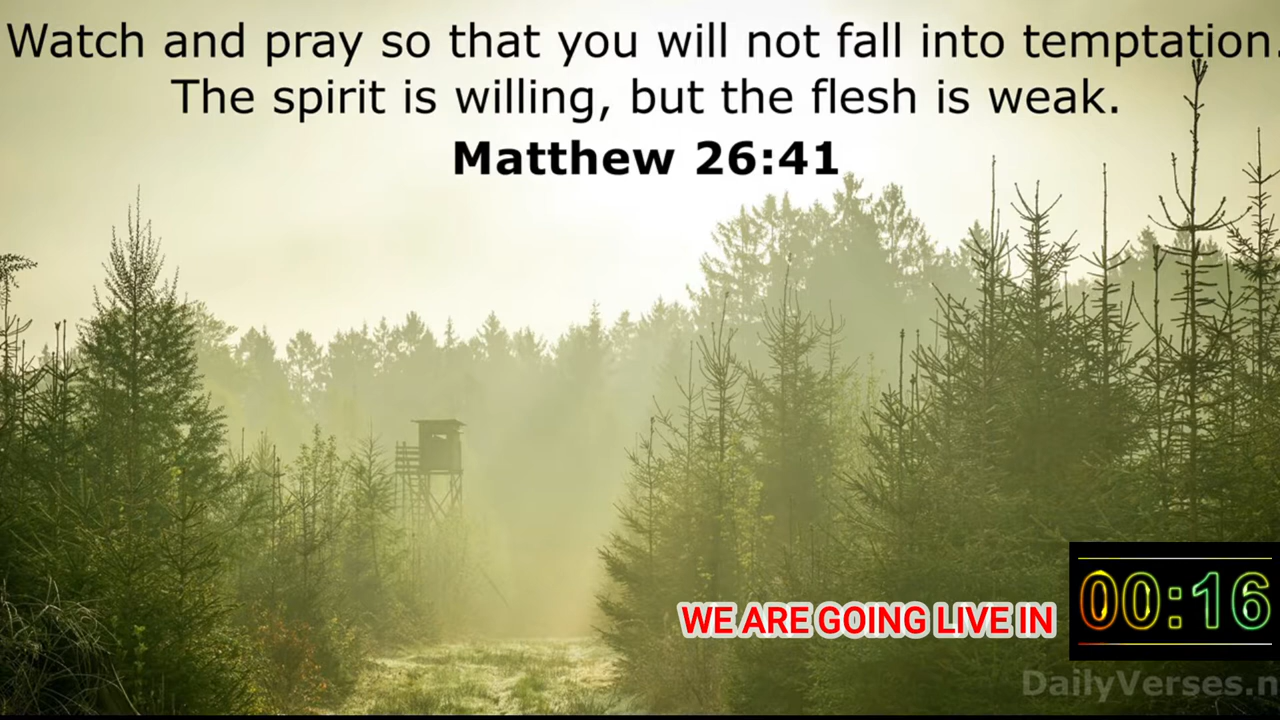 Watch and pray so that you will not fall into temptation.
The spirit is willing, but the flesh is weak.
Matthew 26:41
WE ARE GOING LIVE IN
00:16
DailyVerses.n